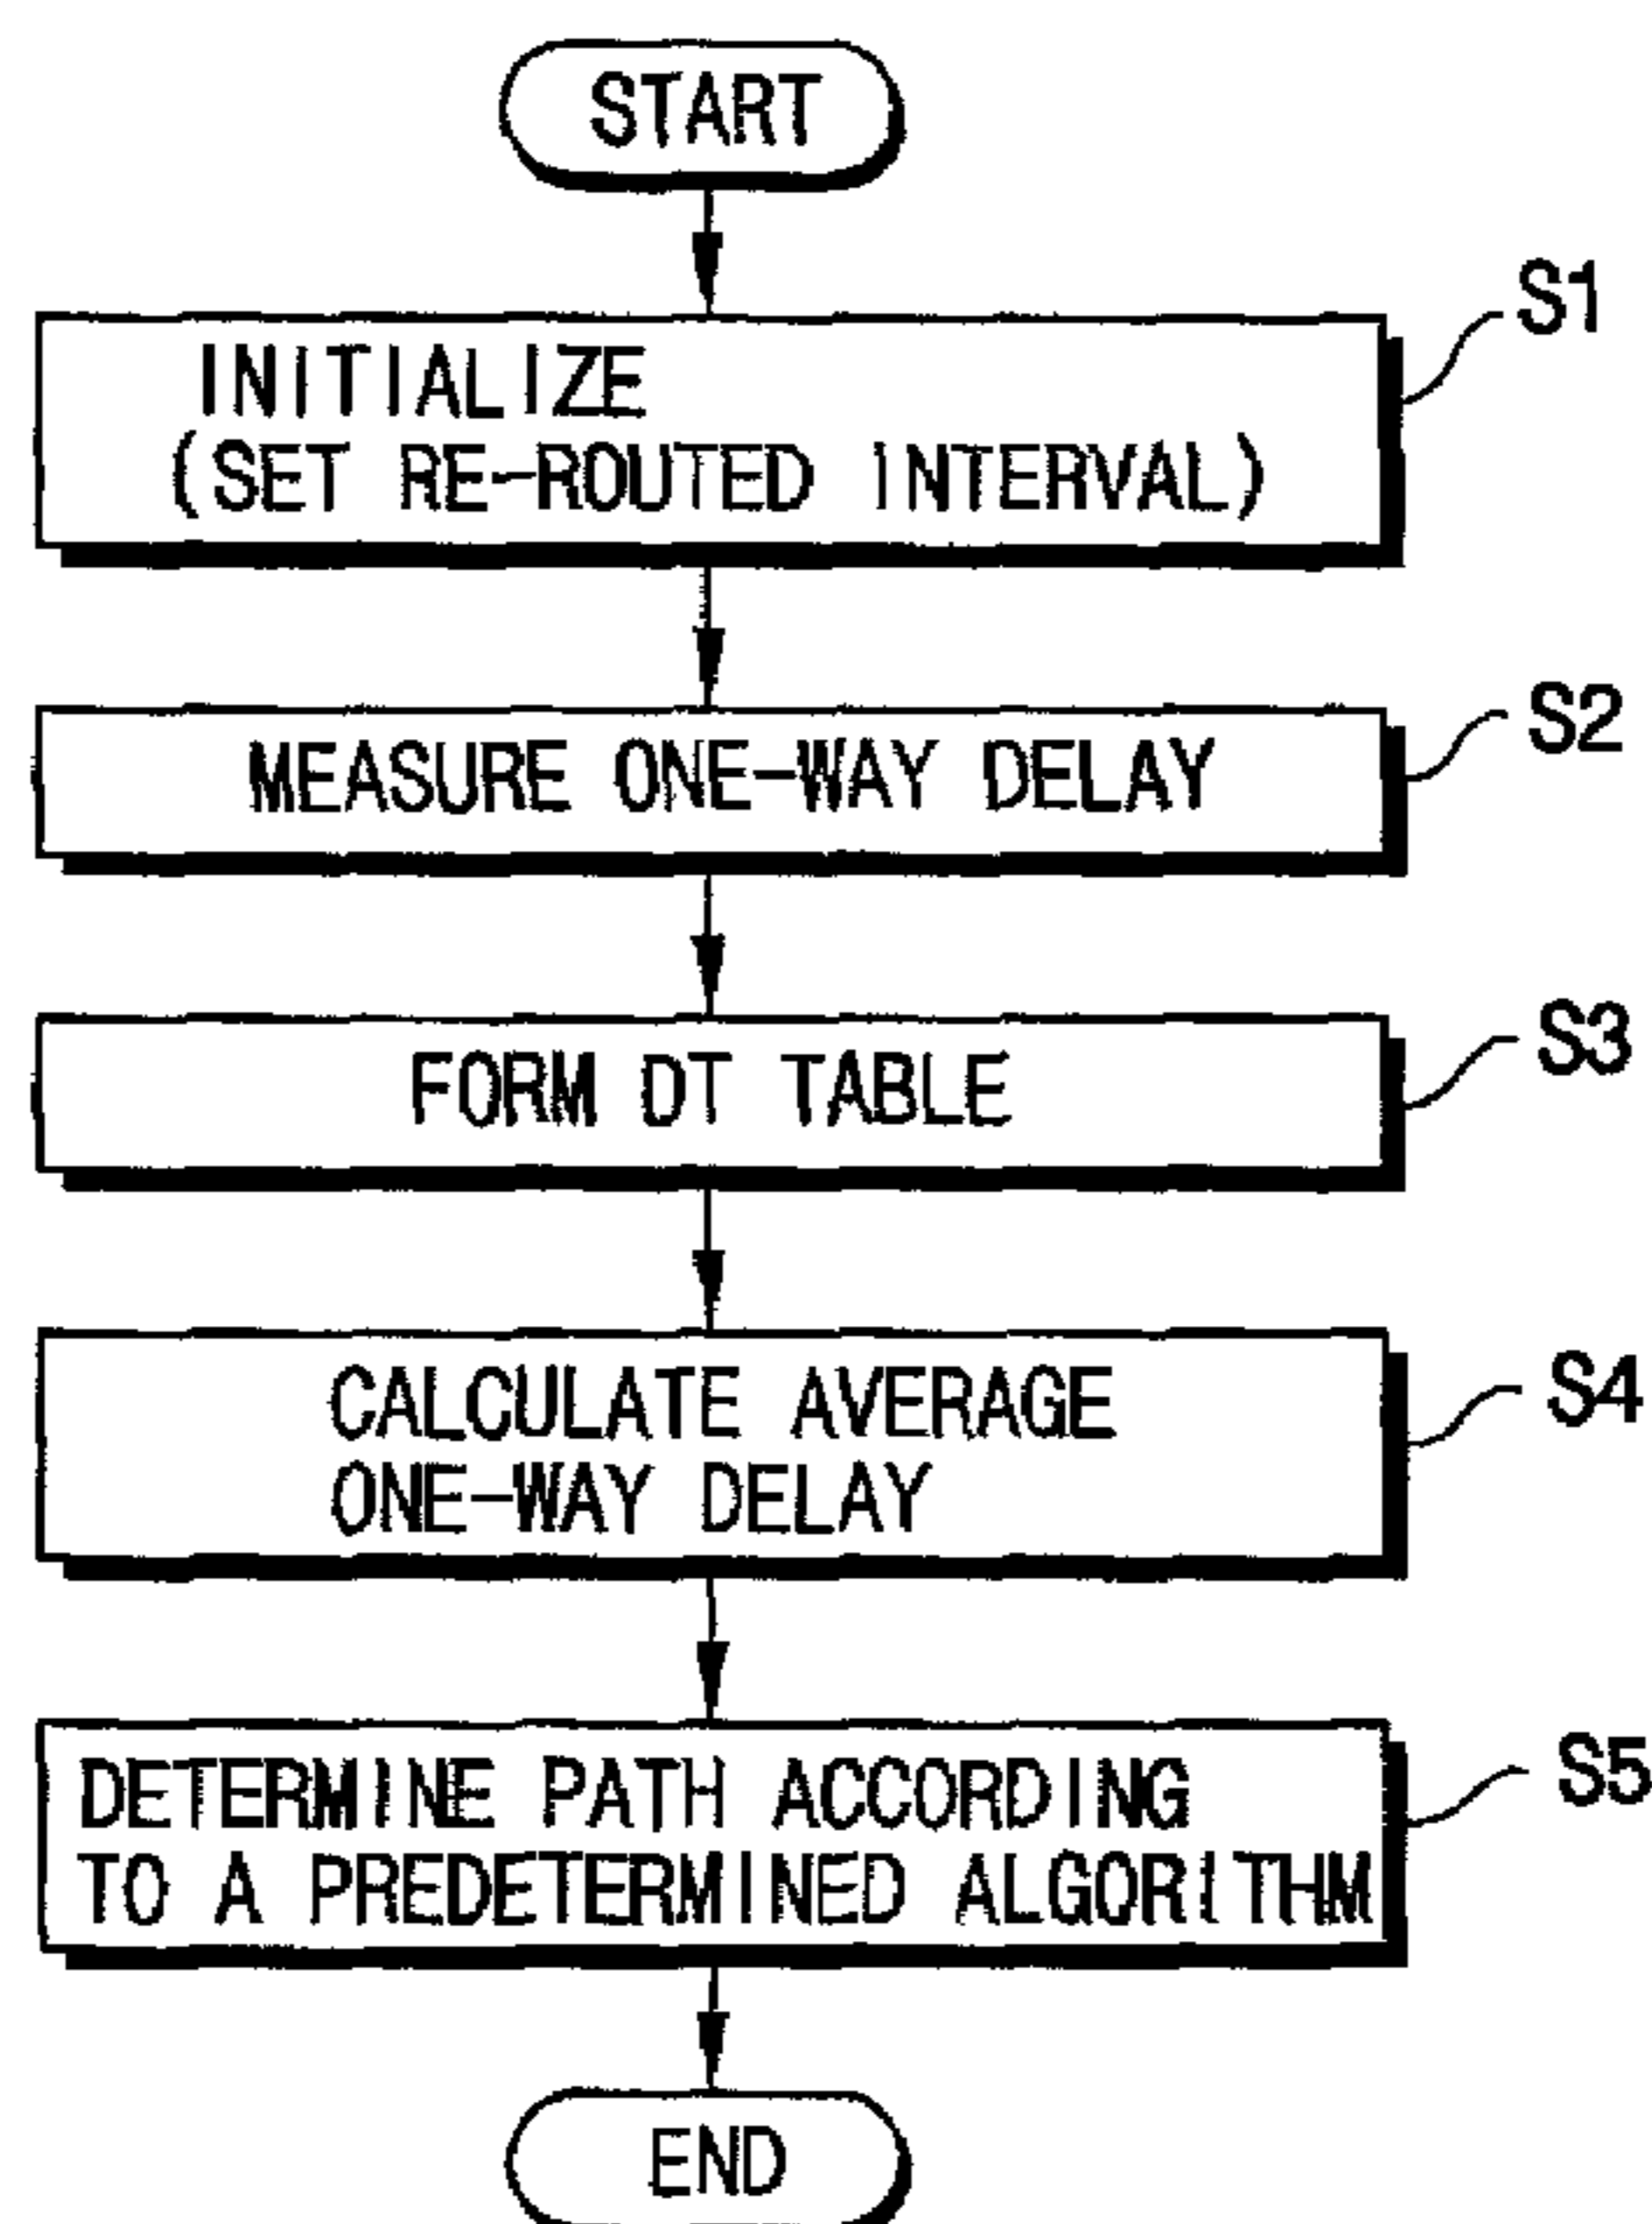 START
S1
INITIALIZE
(SET RE-ROUTED INTERVAL)
S2
MEASURE ONE-WAY DELAY
S3
FORM DT TABLE
S4
CALCULATE AVERAGE
ONE-WAY DELAY
S5
DETERMINE PATH ACCORDING
TO A PREDETERMINED ALGORITHM
END